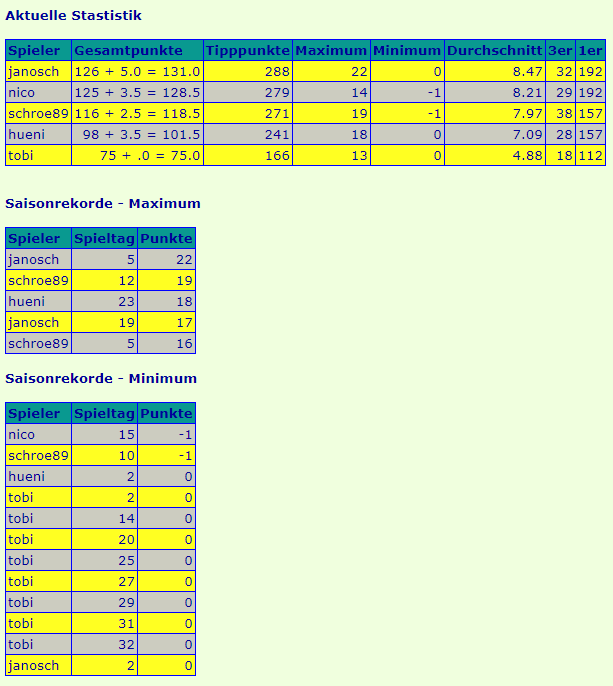 Aktuelle Stastistik
Spieler Gesamtpunkte Tipppunkte Maximum Minimum Durchschnitt 3er 1er
janosch 126 + 5.0 = 131.0 288 22 0 8.47 32 192
nico 125 + 3.5 = 128.5 279 14 -1 8.21 29 192
schroe89 116 + 2.5 = 118.5 271 19 -1 7.97 38 157
hueni 98 + 3.5 = 101.5 241 18 0 7.09 28 157
tobi 75 + .0 = 75.0 166 13 0 4.88 18 112
Saisonrekorde - Maximum
Spieler Spieltag Punkte
janosch 5 22
schroe89 12 19
hueni 23 18
janosch 19 17
schroe89 5 16
Saisonrekorde - Minimum
Spieler Spieltag Punkte
nico 15 -1
schroe89 10 -1
hueni 2 0
tobi 2 0
tobi 14 0
tobi 20 0
tobi 25 0
tobi 27 0
tobi 29 0
tobi 31 0
tobi 32 0
janosch 2 0